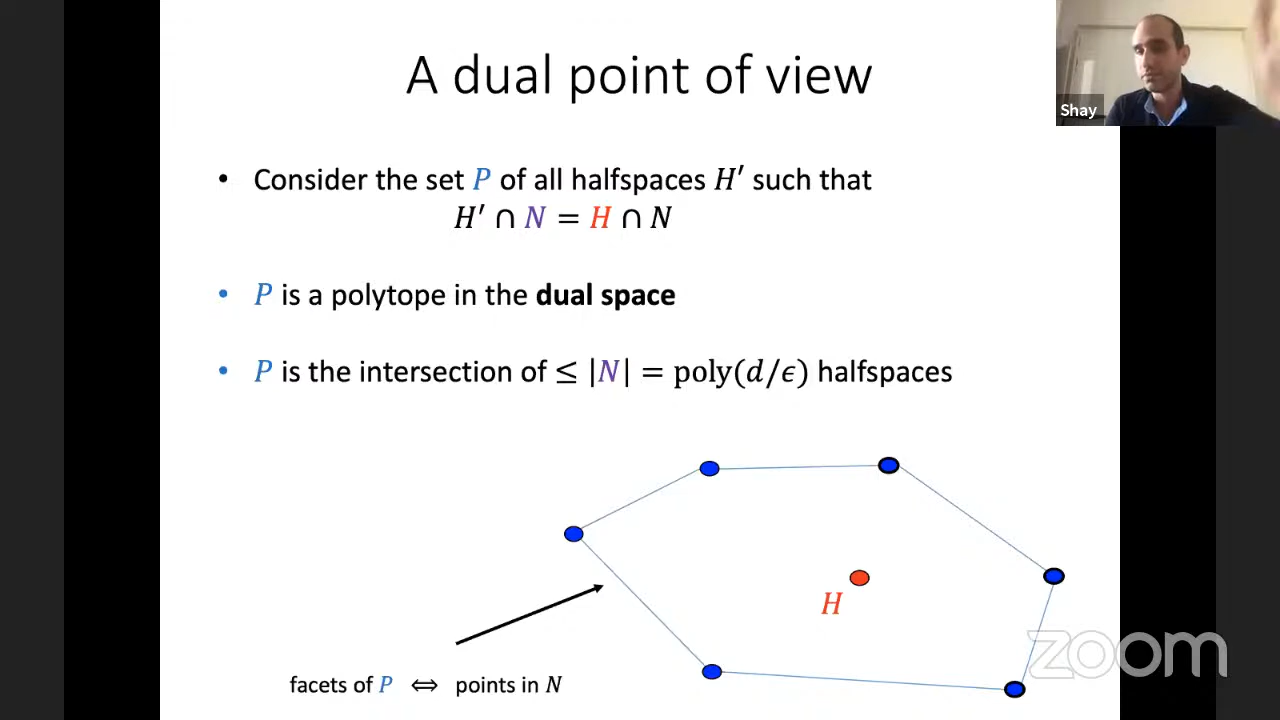 A dual point of view
Shay
• Consider the set P of all halfspaces H′ such that
H′ ∩ N = H ∩ N
• P is a polytope in the dual space
• P is the intersection of ≤ |N| = poly(d/ϵ) halfspaces
H
facets of P ⇔ points in N
zoom